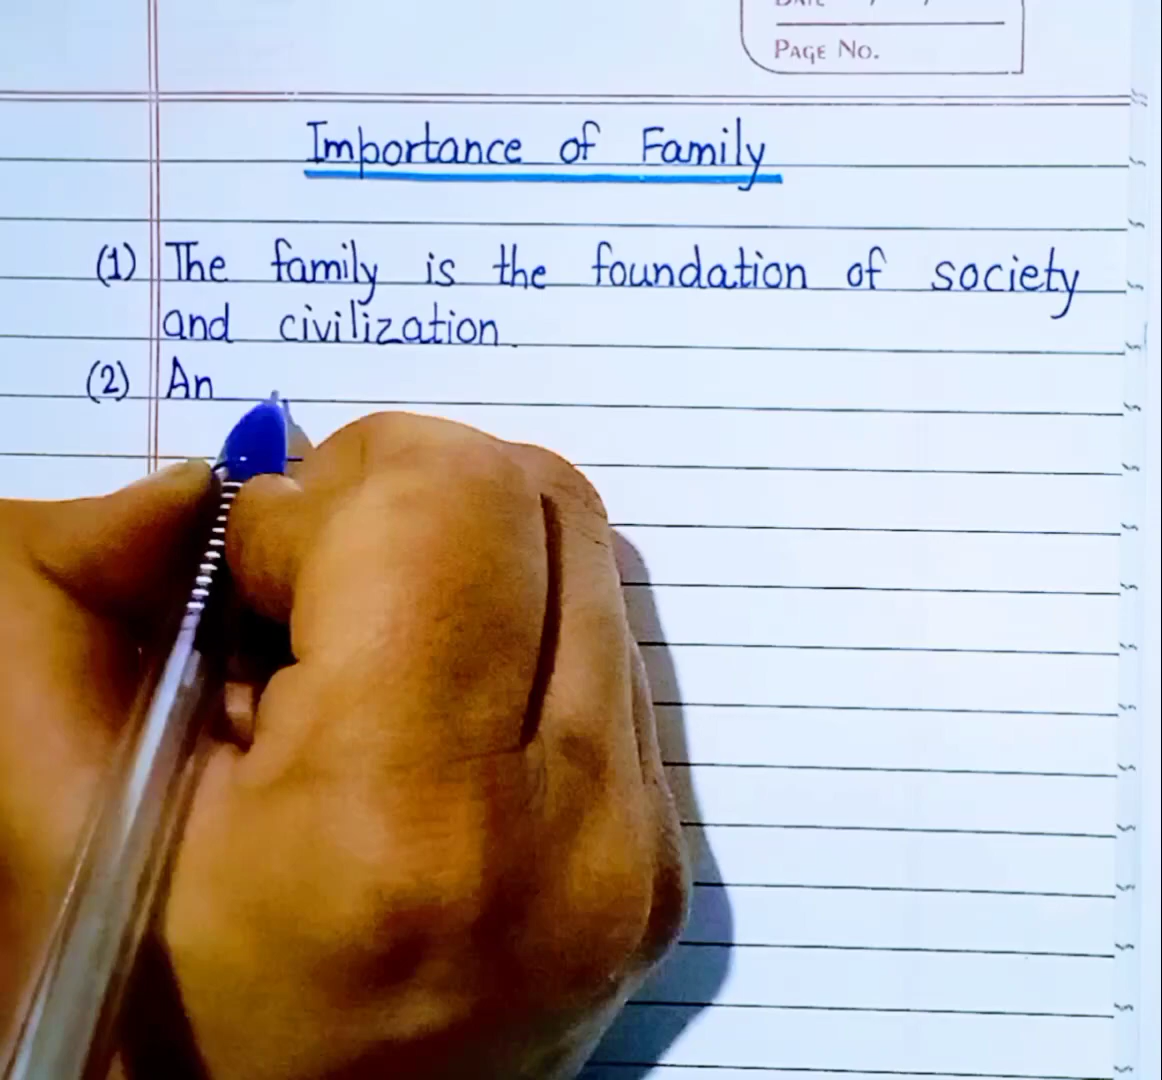 PAGE NO.
Importance of Family
(1) The family is the foundation of society
and civilization.
(2) An